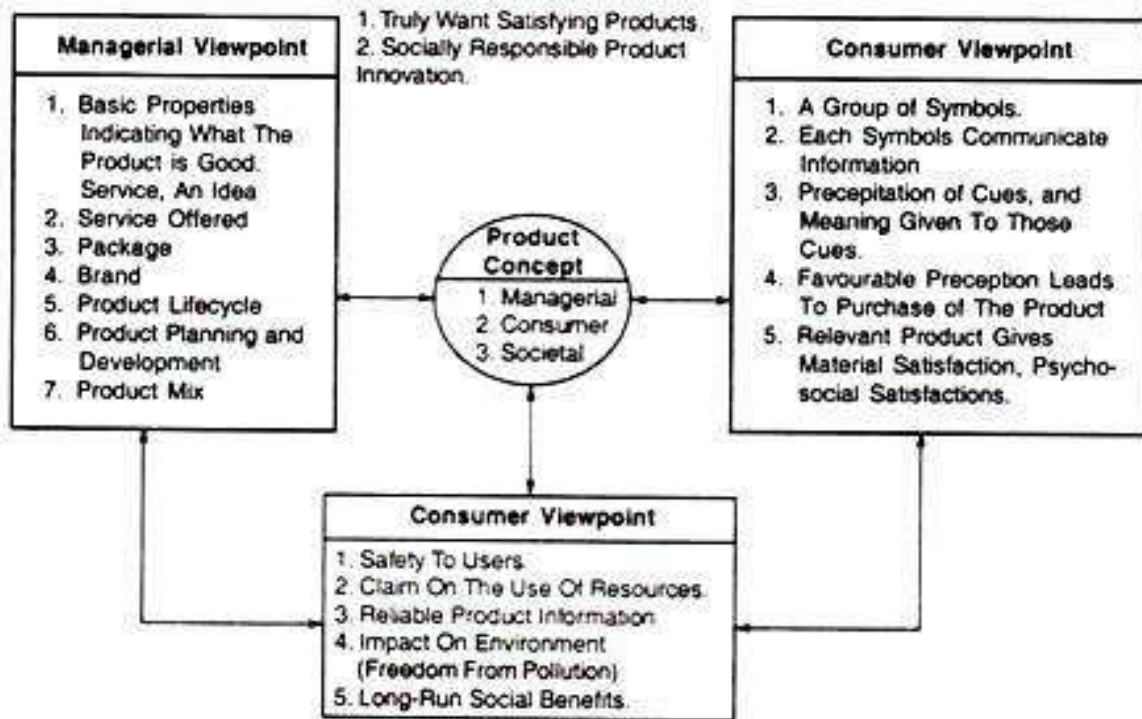 1. Truly Want Satisfying Products.
2. Socially Responsible Product
Innovation.
Managerial Viewpoint
1. Basic Properties
Indicating What The
Product is Good.
Service, An Idea
2. Service Offered
3. Package
4. Brand
5. Product Lifecycle
6. Product Planning and
Development
7. Product Mix
Product
Concept
1. Managerial
2. Consumer
3. Societal
Consumer Viewpoint
1. A Group of Symbols.
2. Each Symbols Communicate
Information
3. Precepitation of Cues, and
Meaning Given To Those
Cues.
4. Favourable Preception Leads
To Purchase of The Product
5. Relevant Product Gives
Material Satisfaction, Psycho-
social Satisfactions.
Consumer Viewpoint
1. Safety To Users.
2. Claim On The Use Of Resources.
3. Reliable Product Information
4. Impact On Environment
(Freedom From Pollution)
5. Long-Run Social Benefits.